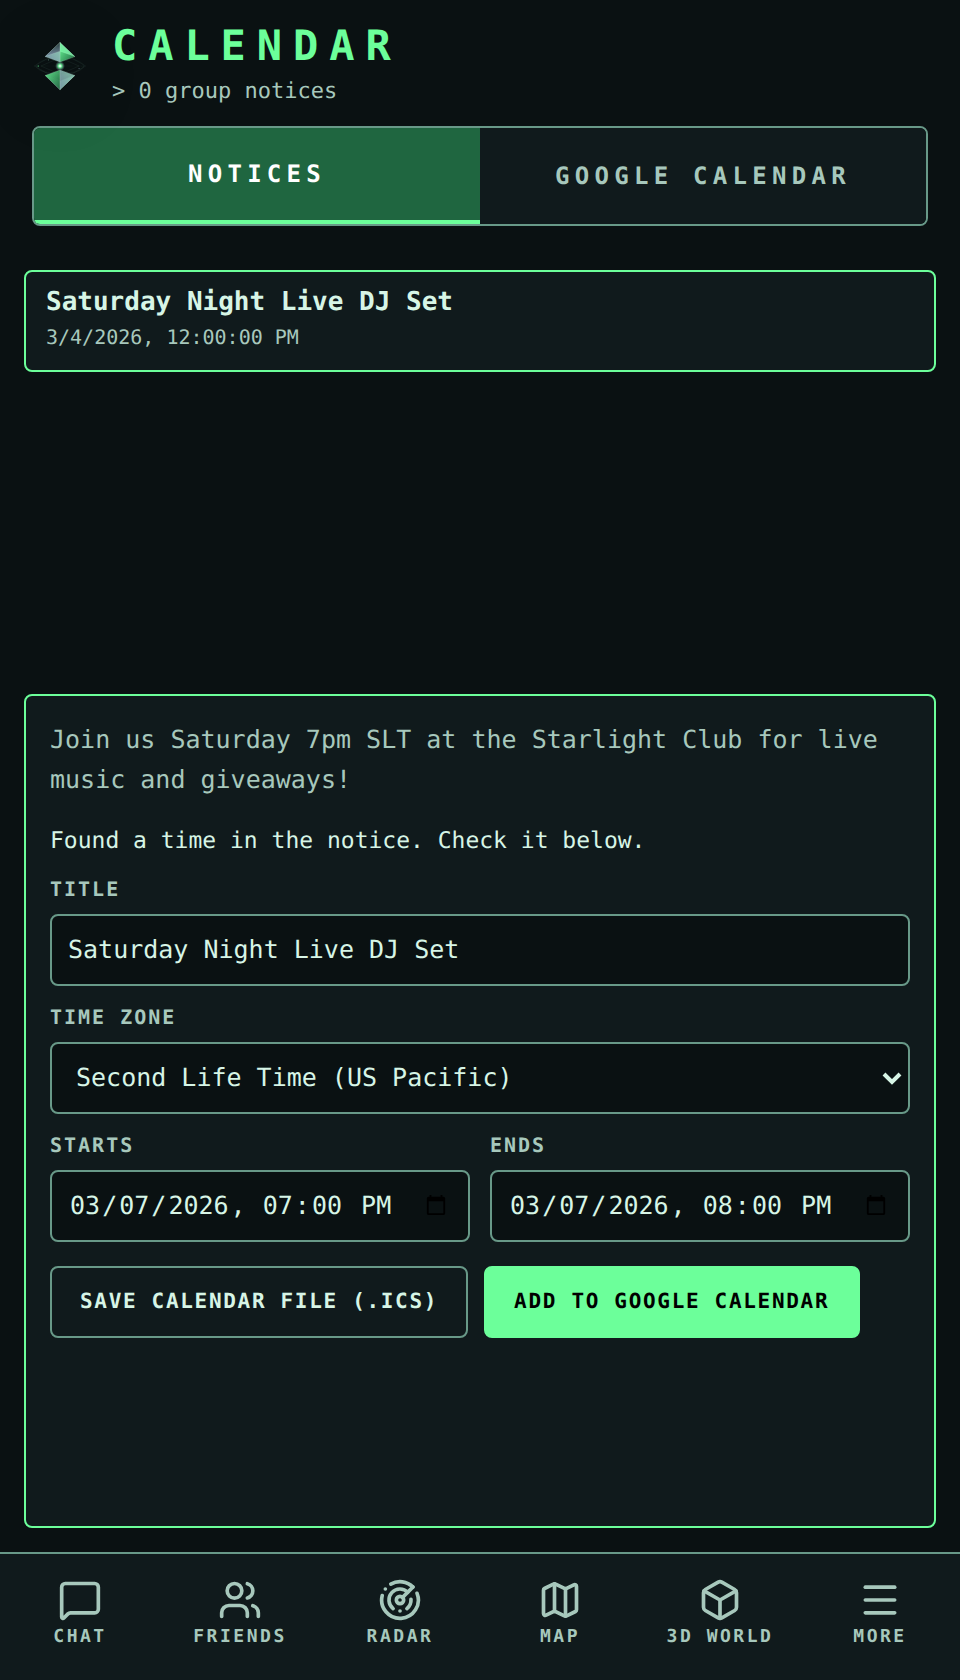 CALENDAR
> 0 group notices
NOTICES
GOOGLE CALENDAR
Saturday Night Live DJ Set
3/4/2026, 12:00:00 PM
Join us Saturday 7pm SLT at the Starlight Club for live
music and giveaways!
Found a time in the notice. Check it below.
TITLE
Saturday Night Live DJ Set
TIME ZONE
Second Life Time (US Pacific)
STARTS
ENDS
03/07/2026, 07:00 PM
03/07/2026, 08:00 PM
SAVE CALENDAR FILE (.ICS)
ADD TO GOOGLE CALENDAR
CHAT
FRIENDS
RADAR
MAP
3D WORLD
MORE